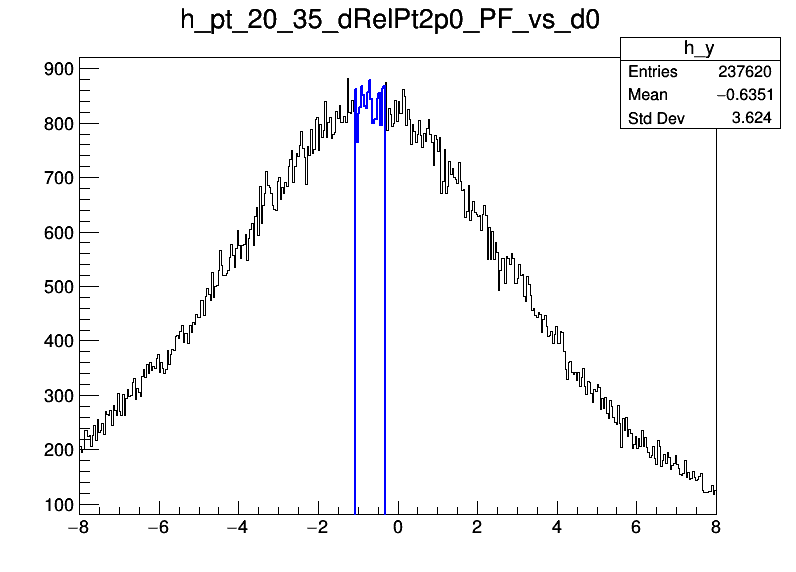 h_pt_20_35_dRelPt2p0_PF_vs_d0
h_y
Entries 237620
Mean −0.6351
Std Dev 3.624
900
800
700
600
500
400
300
200
100
−8 −6 −4 −2 0 2 4 6 8